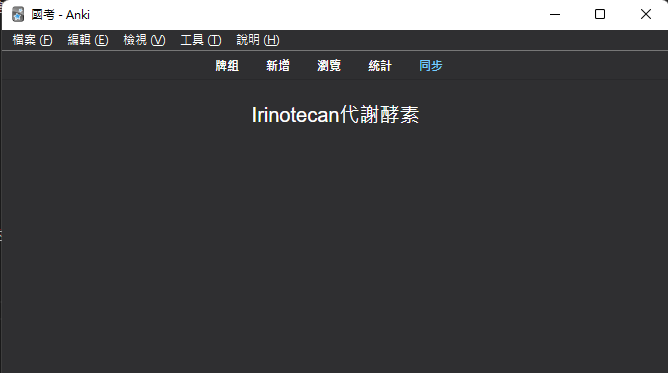 國考 - Anki
檔案 (F) 編輯 (E) 檢視 (V) 工具 (T) 說明 (H)
牌組 新增 瀏覽 統計 同步
Irinotecan代謝酵素